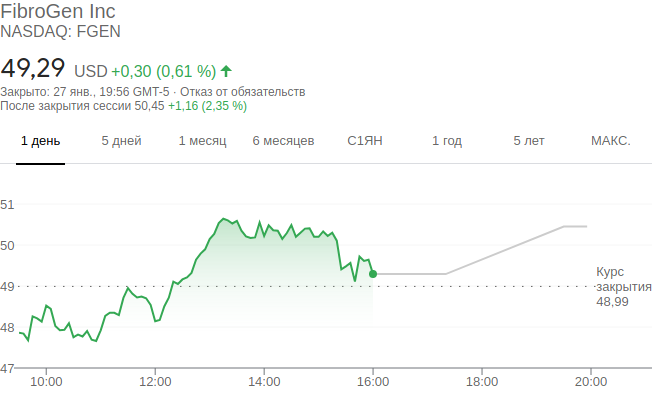 FibroGen Inc
NASDAQ: FGEN
49,29 USD +0,30 (0,61 %)
Закрыто: 27 янв., 19:56 GMT-5 · Отказ от обязательств
После закрытия сессии 50,45 +1,16 (2,35 %)
1 день 5 дней 1 месяц 6 месяцев С1ЯН 1 год 5 лет МАКС.
51
50
49
48
47
Курс
закрытия
48,99
10:00 12:00 14:00 16:00 18:00 20:00